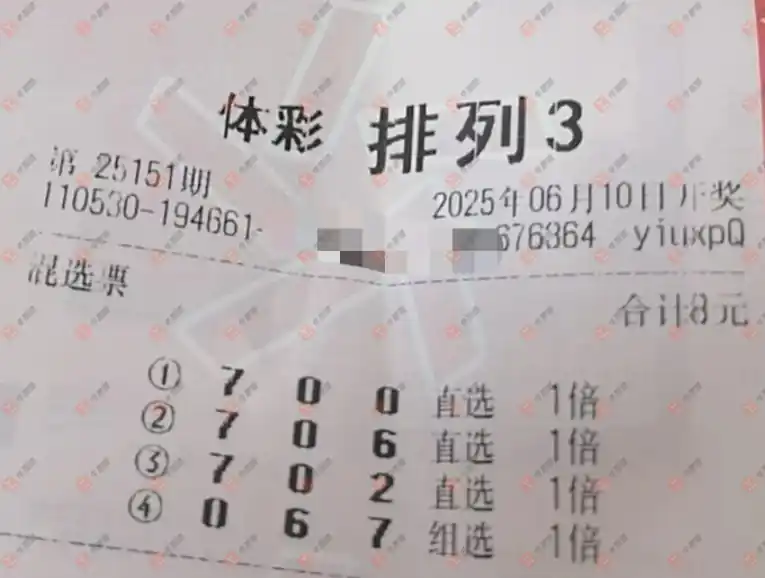 体彩 排列3
第 25151期
2025年06月10日开奖
110530-194661-
676364 yiuxpQ
混选票
合计8元
① 7 0 0 直选 1倍
② 7 0 6 直选 1倍
③ 7 0 2 直选 1倍
④ 0 6 7 组选 1倍